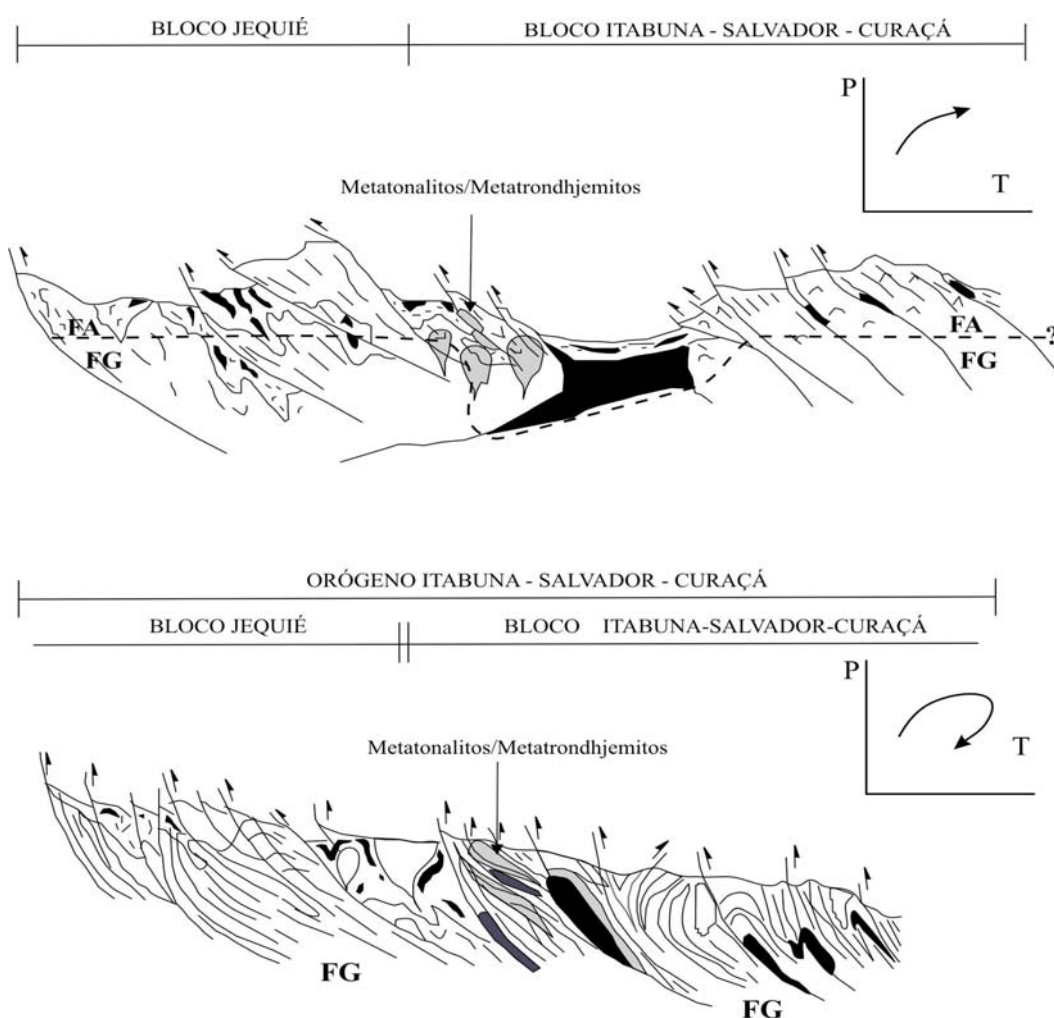 BLOCO JEQUIÉ
BLOCO ITABUNA - SALVADOR - CURAÇÁ
P
T
Metatonalitos/Metatrondhjemitos
FA
FG
FA
FG
?
ORÓGENO ITABUNA - SALVADOR - CURAÇÁ
BLOCO JEQUIÉ
BLOCO ITABUNA-SALVADOR-CURAÇÁ
P
T
Metatonalitos/Metatrondhjemitos
FG
FG